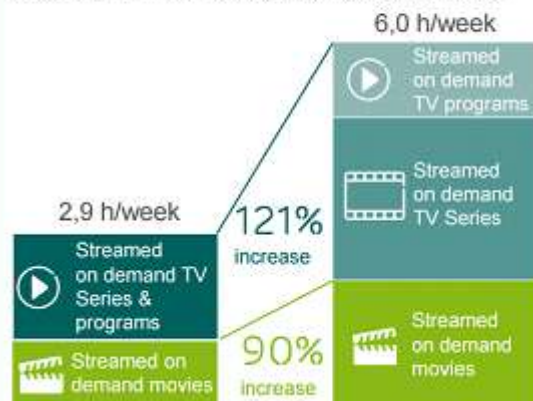 6,0 h/week
Streamed
on demand
TV programs
Streamed
on demand
TV Series
2,9 h/week
121%
increase
Streamed
on demand TV
Series &
programs
Streamed
on demand
movies
90%
increase
Streamed on
demand movies